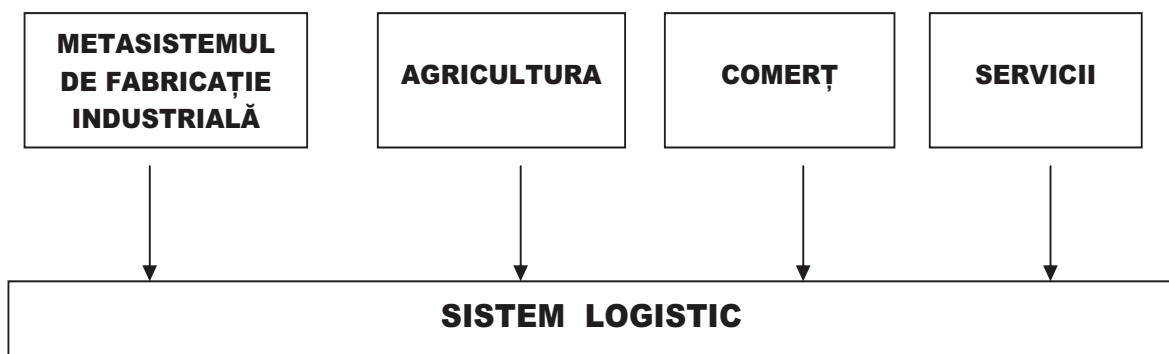 METASISTEMUL
DE FABRICAȚIE
INDUSTRIALĂ
AGRICULTURA
COMERȚ
SERVICII
SISTEM LOGISTIC